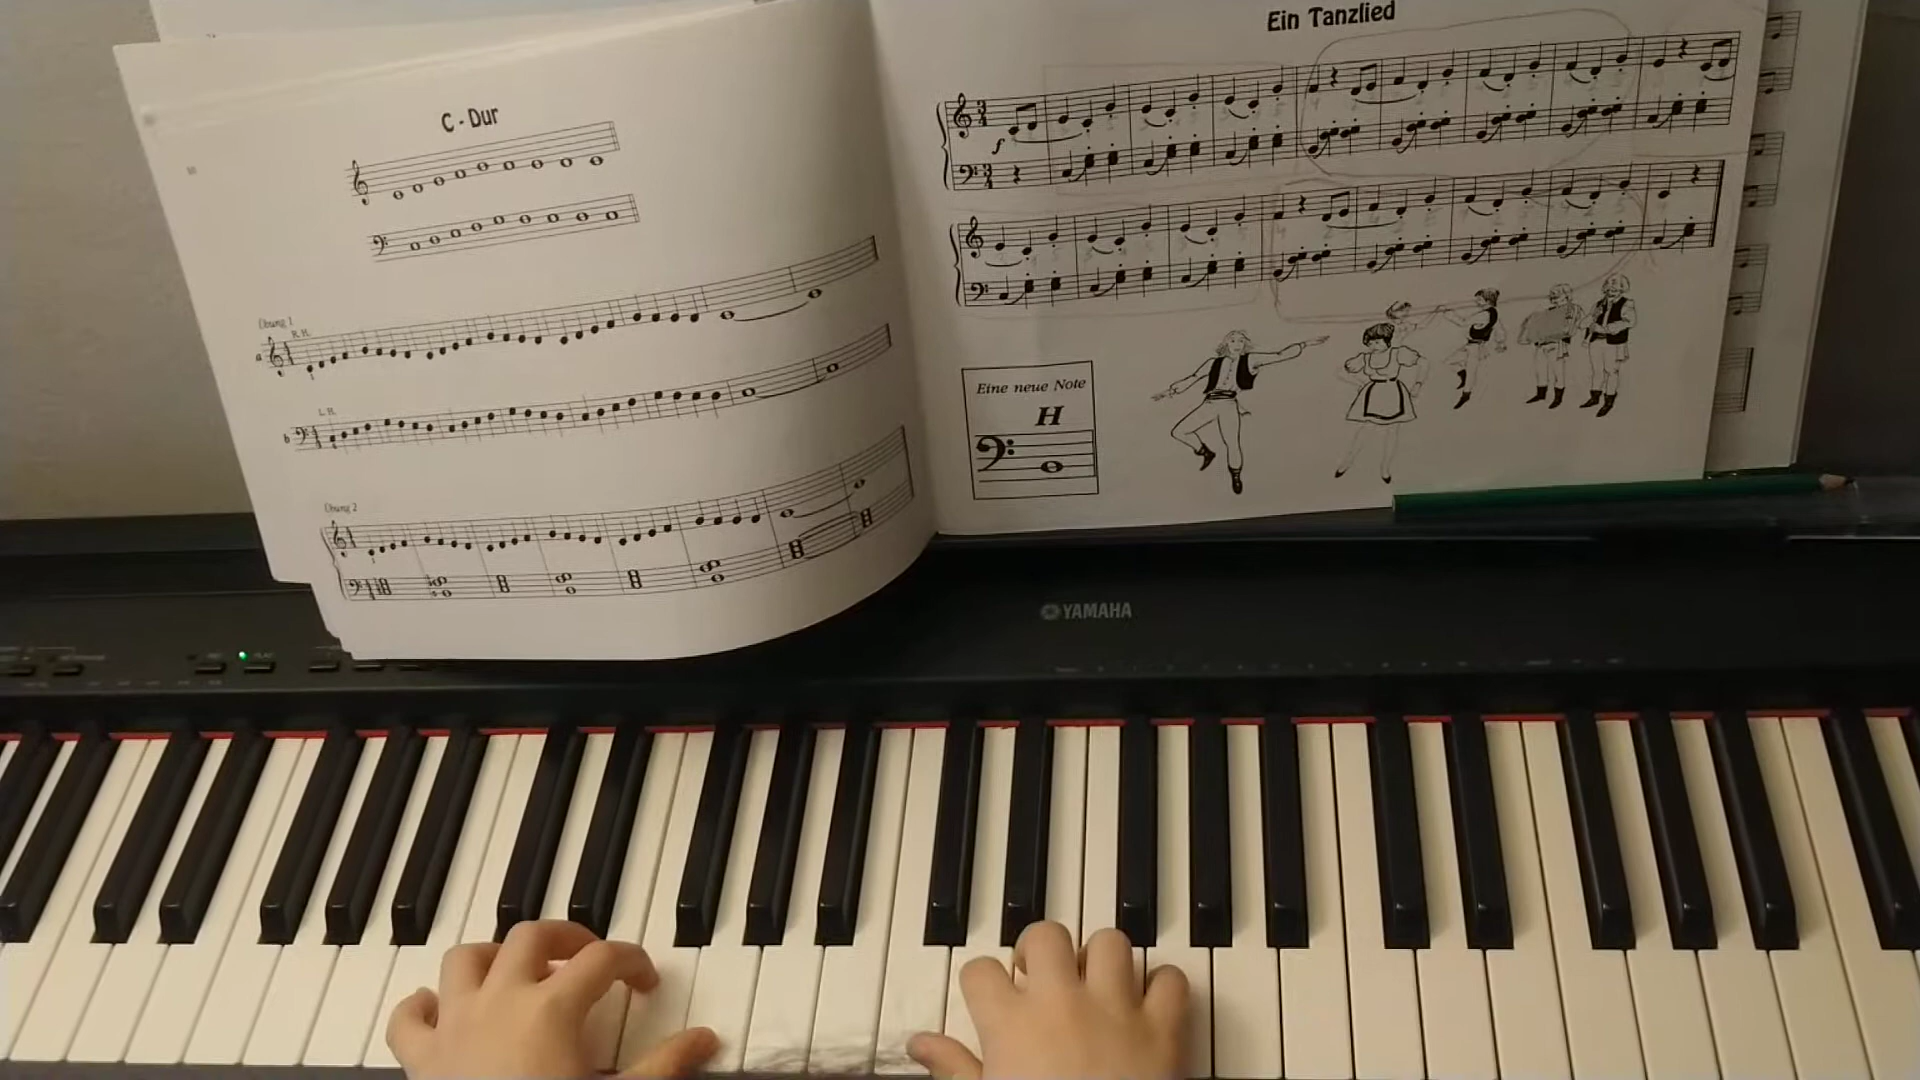 C - Dur
Übung 1
R. H.
a
L. H.
b
Übung 2
Ein Tanzlied
f
Eine neue Note
H
YAMAHA